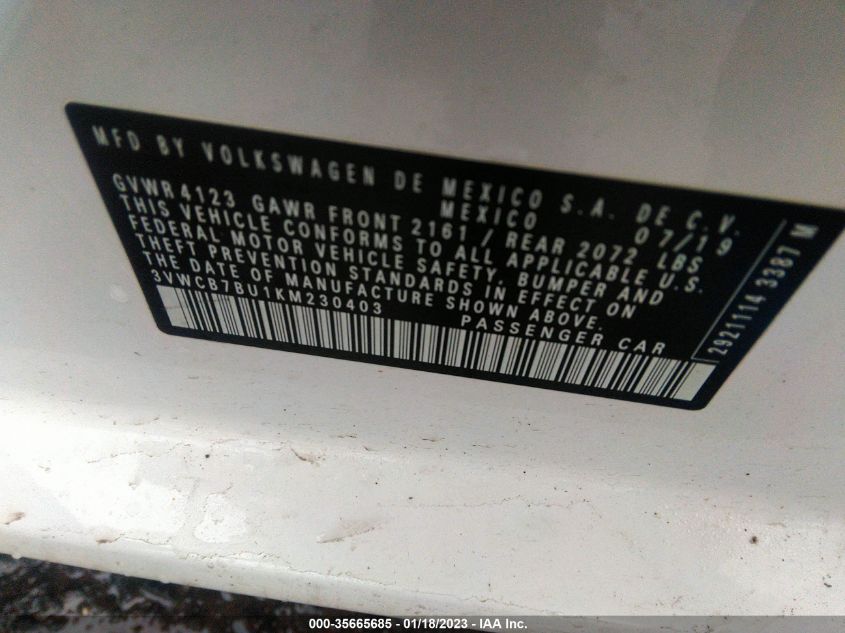 MFD BY VOLKSWAGEN DE MEXICO S.A. DE C.V.
MEXICO 07/19
GVWR 4123 GAWR FRONT 2161 / REAR 2072 LBS
THIS VEHICLE CONFORMS TO ALL APPLICABLE U.S.
FEDERAL MOTOR VEHICLE SAFETY, BUMPER AND
THEFT PREVENTION STANDARDS IN EFFECT ON
THE DATE OF MANUFACTURE SHOWN ABOVE.
3VWCB7BU1KM230403 PASSENGER CAR
2921114 3387 M
000-35665685 - 01/18/2023 - IAA Inc.